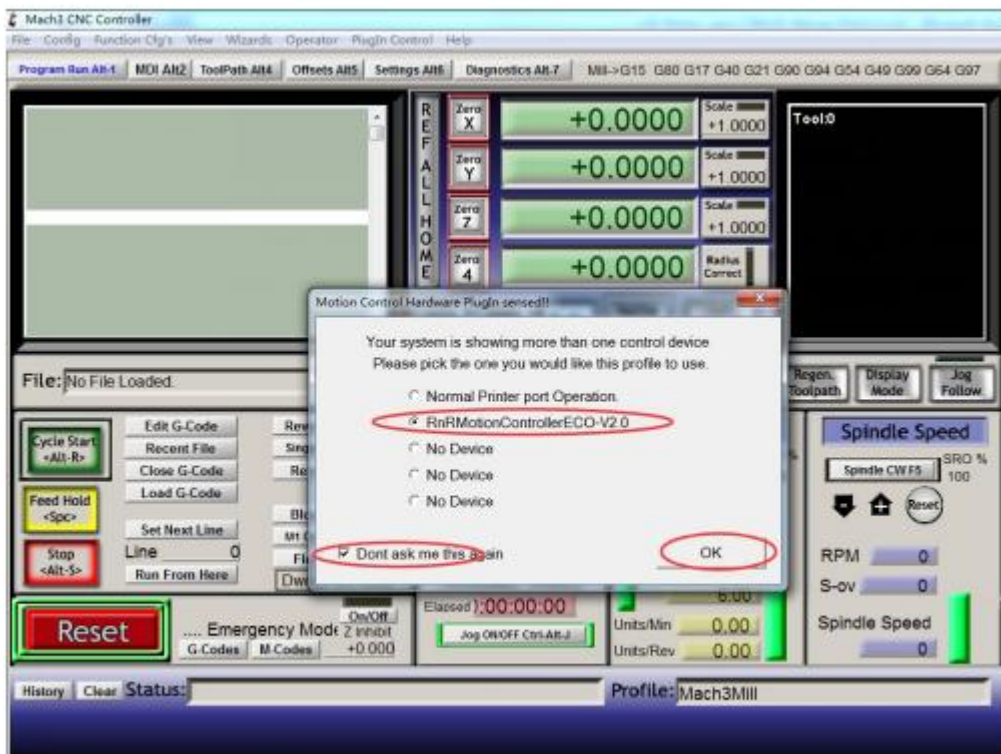 Mach3 CNC Controller
File Config Function Cfg's View Wizards Operator PlugIn Control Help
Program Run Alt-1 MDI Alt2 ToolPath Alt4 Offsets Alt5 Settings Alt6 Diagnostics Alt-7 Mill->G15 G80 G17 G40 G21 G90 G94 G54 G49 G99 G64 G97
REF ALL HOME
Zero X +0.0000 Scale +1.0000
Zero Y +0.0000 Scale +1.0000
Zero Z +0.0000 Scale +1.0000
Zero 4 +0.0000 Radius Correct
Tool:0
Motion Control Hardware PlugIn sensed!!
Your system is showing more than one control device
Please pick the one you would like this profile to use.
Normal Printer port Operation.
RnRMotionControllerECO-V2.0
No Device
No Device
No Device
Dont ask me this again
OK
File: No File Loaded.
Regen. Toolpath Display Mode Jog Follow
Cycle Start <Alt-R>
Feed Hold <Spc>
Stop <Alt-S>
Edit G-Code
Recent File
Close G-Code
Load G-Code
Set Next Line
Line 0
Run From Here
Spindle Speed
Spindle CW F5 SRO % 100
Reset
RPM 0
S-ov 0
Spindle Speed
0
Reset
.... Emergency Mode
G-Codes M-Codes
On/Off
Z Inhibit
+0.000
Elapsed 00:00:00
Jog ON/OFF Ctrl-Alt-J
6.00
Units/Min 0.00
Units/Rev 0.00
History Clear Status: Profile: Mach3Mill